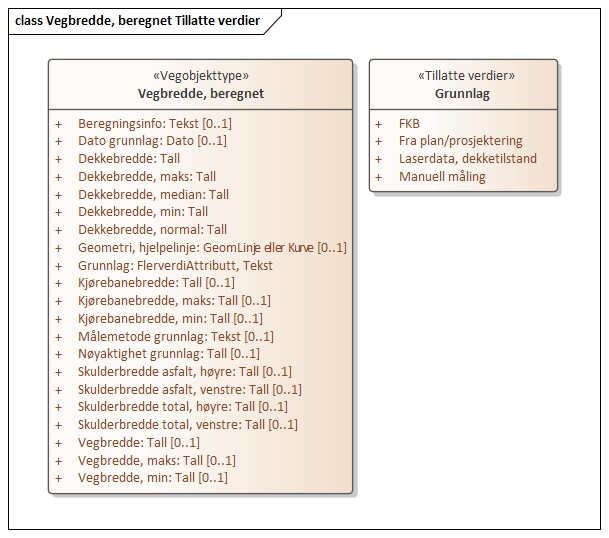 class Vegbredde, beregnet Tillatte verdier
«Vegobjekttype»
Vegbredde, beregnet
+ Beregningsinfo: Tekst [0..1]
+ Dato grunnlag: Dato [0..1]
+ Dekkebredde: Tall
+ Dekkebredde, maks: Tall
+ Dekkebredde, median: Tall
+ Dekkebredde, min: Tall
+ Dekkebredde, normal: Tall
+ Geometri, hjelpelinje: GeomLinje eller Kurve [0..1]
+ Grunnlag: FlerverdiAttributt, Tekst
+ Kjørebanebredde: Tall [0..1]
+ Kjørebanebredde, maks: Tall [0..1]
+ Kjørebanebredde, min: Tall [0..1]
+ Målemetode grunnlag: Tekst [0..1]
+ Nøyaktighet grunnlag: Tall [0..1]
+ Skulderbredde asfalt, høyre: Tall [0..1]
+ Skulderbredde asfalt, venstre: Tall [0..1]
+ Skulderbredde total, høyre: Tall [0..1]
+ Skulderbredde total, venstre: Tall [0..1]
+ Vegbredde: Tall [0..1]
+ Vegbredde, maks: Tall [0..1]
+ Vegbredde, min: Tall [0..1]
«Tillatte verdier»
Grunnlag
+ FKB
+ Fra plan/prosjektering
+ Laserdata, dekketilstand
+ Manuell måling